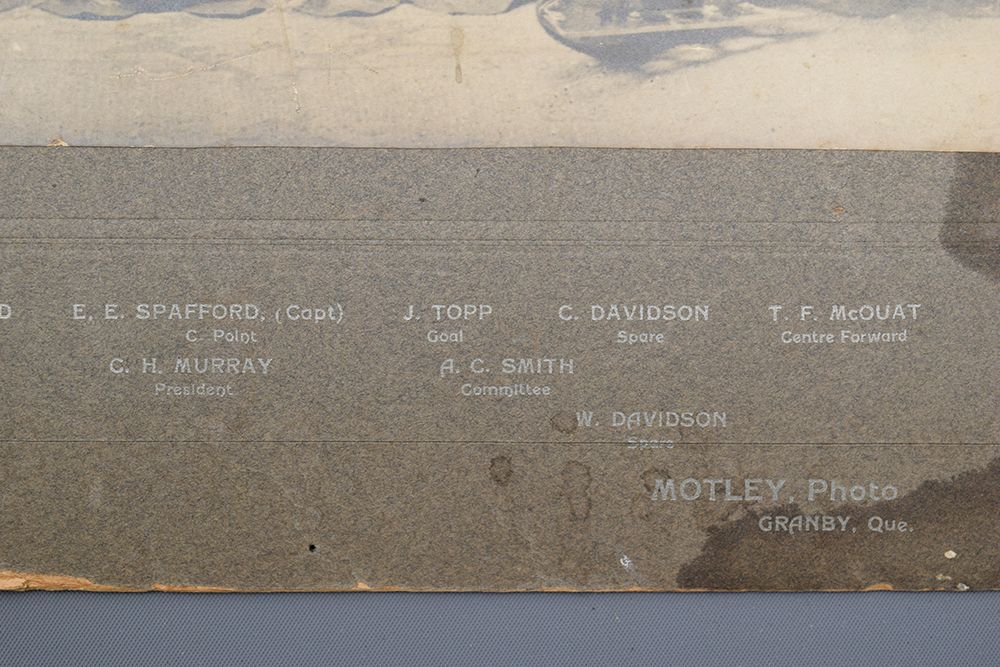 D E. E. SPAFFORD, (Capt) J. TOPP C. DAVIDSON T. F. McOUAT
C. Point Goal Spare Centre Forward
C. H. MURRAY A. C. SMITH
President Committee
W. DAVIDSON
Spare
MOTLEY, Photo
GRANBY, Que.